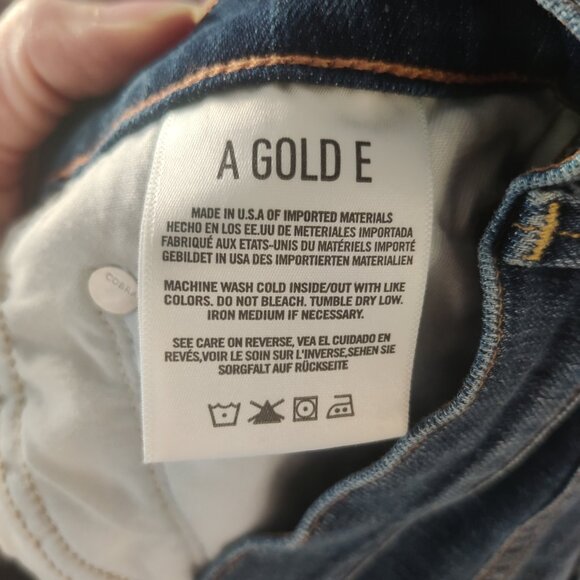 A GOLD E
MADE IN U.S.A OF IMPORTED MATERIALS
HECHO EN LOS EE.UU DE METERIALES IMPORTADA
FABRIQUÉ AUX ETATS-UNIS DU MATÉRIELS IMPORTÉ
GEBILDET IN USA DES IMPORTIERTEN MATERIALIEN
MACHINE WASH COLD INSIDE/OUT WITH LIKE
COLORS. DO NOT BLEACH. TUMBLE DRY LOW.
IRON MEDIUM IF NECESSARY.
SEE CARE ON REVERSE, VEA EL CUIDADO EN
REVÉS,VOIR LE SOIN SUR L'INVERSE,SEHEN SIE
SORGFALT AUF RÜCKSEITE